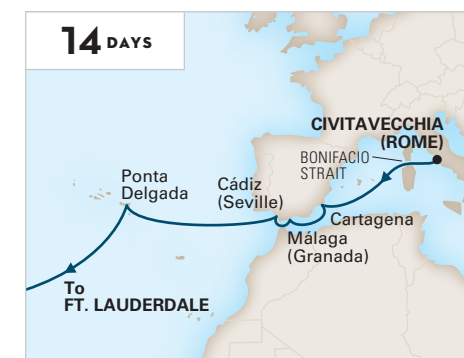 14 DAYS
CIVITAVECCHIA
(ROME)
BONIFACIO
STRAIT
Ponta
Delgada
Cádiz
(Seville)
Cartagena
Málaga
(Granada)
To
FT. LAUDERDALE